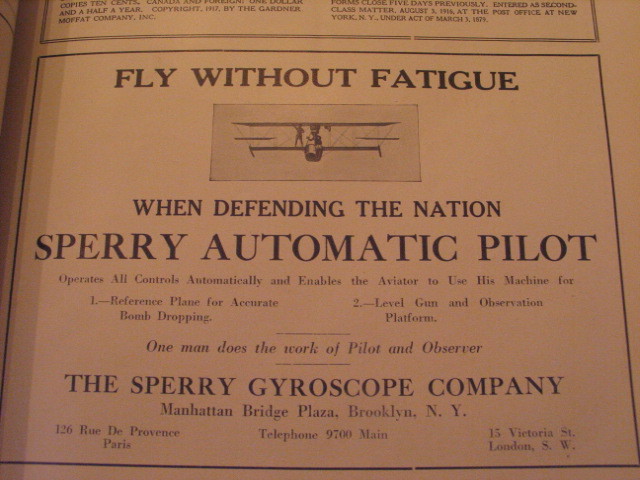 COPIES TEN CENTS. CANADA AND FOREIGN: ONE DOLLAR
AND A HALF A YEAR. COPYRIGHT, 1917, BY THE GARDNER
MOFFAT COMPANY, INC.
FORMS CLOSE FIVE DAYS PREVIOUSLY. ENTERED AS SECOND-
CLASS MATTER, AUGUST 5, 1916, AT THE POST OFFICE AT NEW
YORK, N. Y., UNDER ACT OF MARCH 3, 1879.
FLY WITHOUT FATIGUE
WHEN DEFENDING THE NATION
SPERRY AUTOMATIC PILOT
Operates All Controls Automatically and Enables the Aviator to Use His Machine for
1.—Reference Plane for Accurate
Bomb Dropping.
2.—Level Gun and Observation
Platform.
One man does the work of Pilot and Observer
THE SPERRY GYROSCOPE COMPANY
Manhattan Bridge Plaza, Brooklyn, N. Y.
126 Rue De Provence
Paris
Telephone 9700 Main
15 Victoria St.
London, S. W.